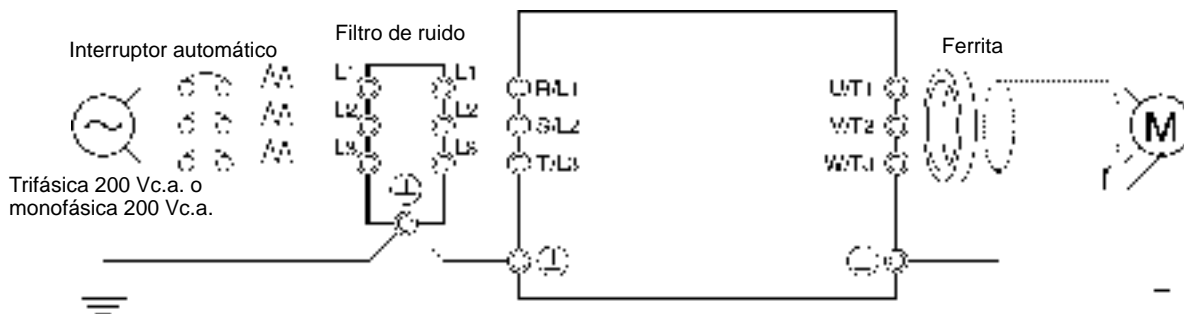 Interruptor automático
Filtro de ruido
Ferrita
L1
L1
R/L1
U/T1
L2
L2
S/L2
V/T2
M
L3
L3
T/L3
W/T3
Trifásica 200 Vc.a. o
monofásica 200 Vc.a.